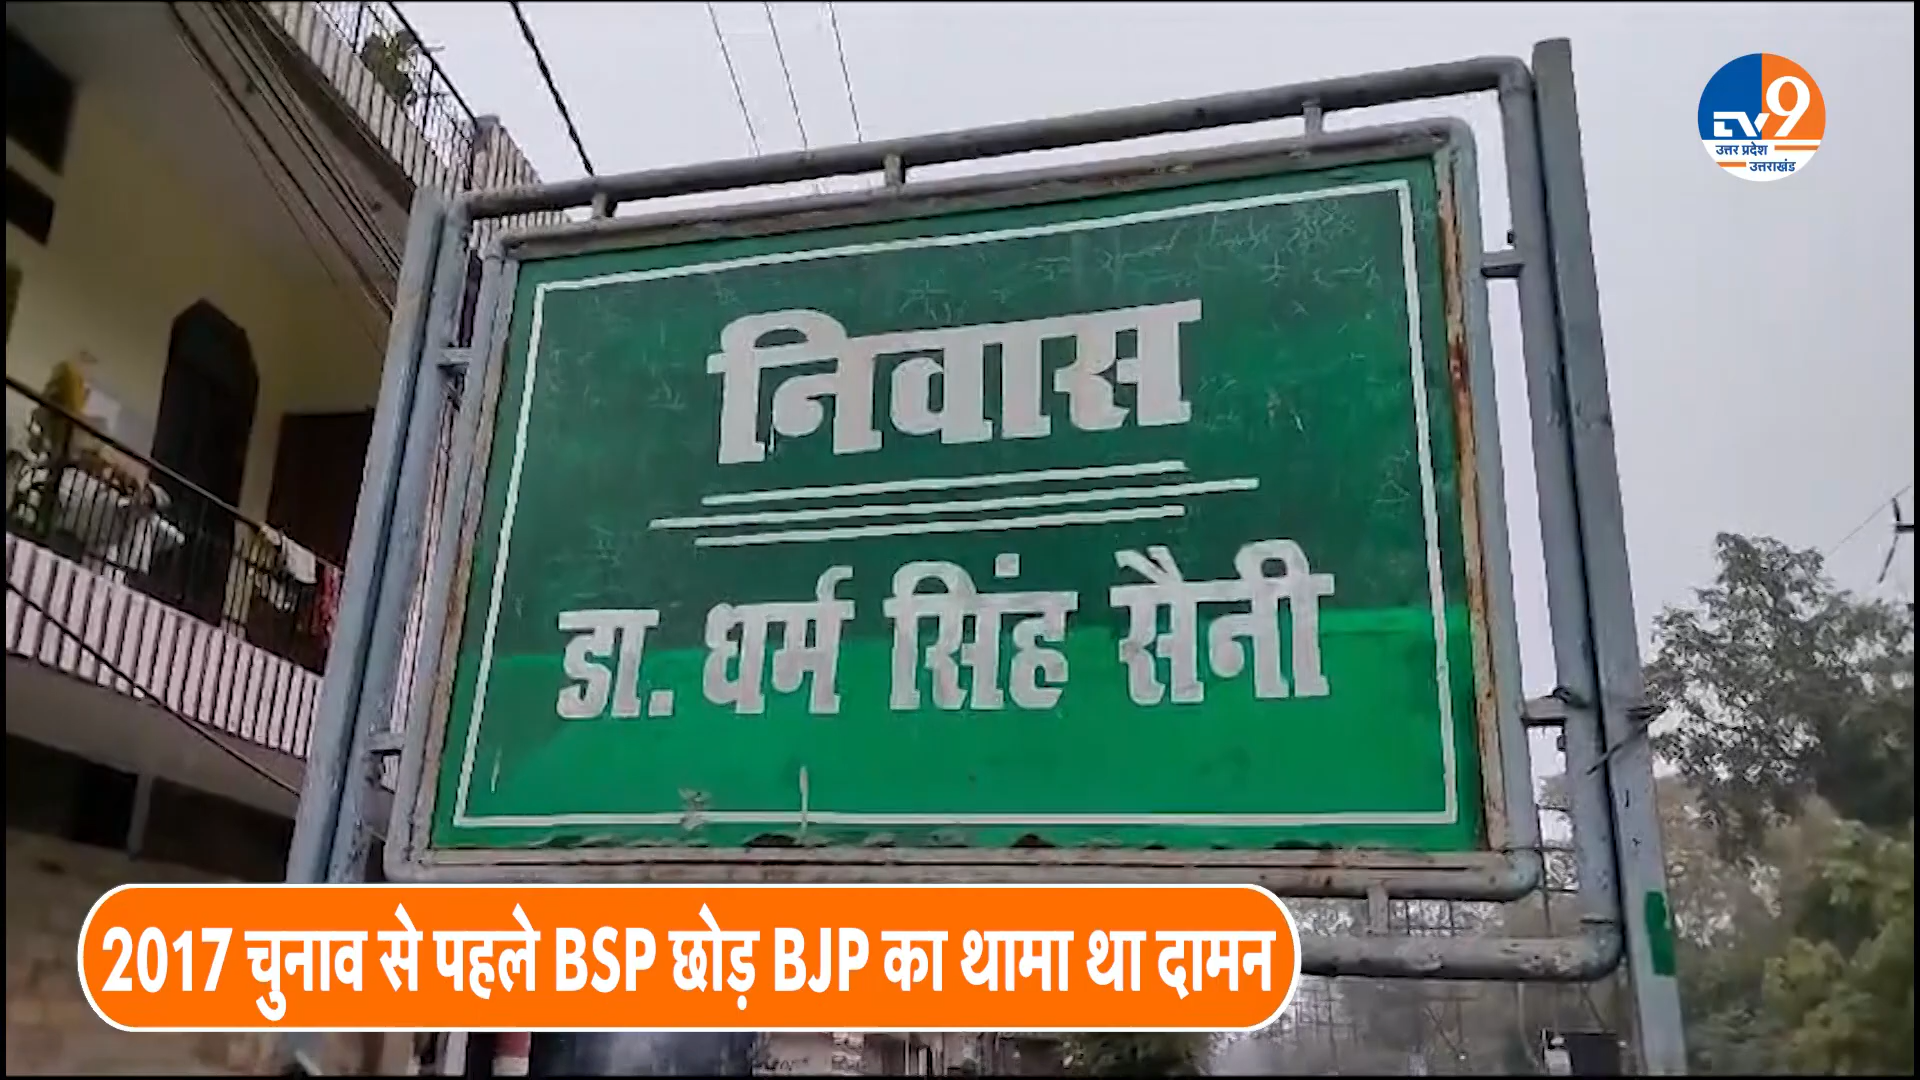 TV9
उत्तर प्रदेश
उत्तराखंड
निवास
डा. धर्म सिंह सैनी
2017 चुनाव से पहले BSP छोड़ BJP का थामा था दामन